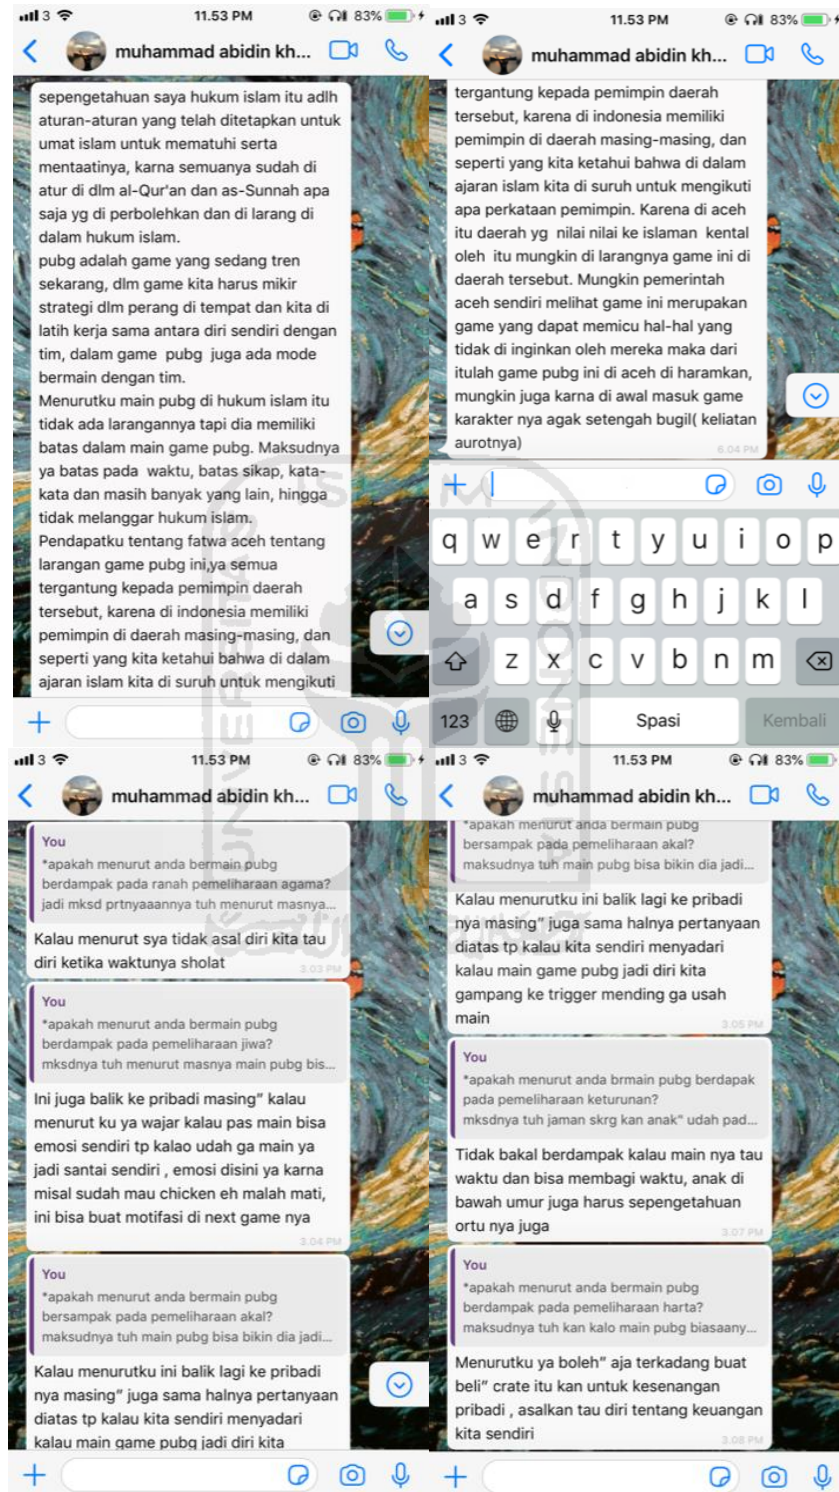 3 11.53 PM 83%
muhammad abidin kh...
sepengetahuan saya hukum islam itu adlh
aturan-aturan yang telah ditetapkan untuk
umat islam untuk mematuhi serta
mentaatinya, karna semuanya sudah di
atur di dlm al-Qur'an dan as-Sunnah apa
saja yg di perbolehkan dan di larang di
dalam hukum islam.
pubg adalah game yang sedang tren
sekarang, dlm game kita harus mikir
strategi dlm perang di tempat dan kita di
latih kerja sama antara diri sendiri dengan
tim, dalam game pubg juga ada mode
bermain dengan tim.
Menurutku main pubg di hukum islam itu
tidak ada larangannya tapi dia memiliki
batas dalam main game pubg. Maksudnya
ya batas pada waktu, batas sikap, kata-
kata dan masih banyak yang lain, hingga
tidak melanggar hukum islam.
Pendapatku tentang fatwa aceh tentang
larangan game pubg ini,ya semua
tergantung kepada pemimpin daerah
tersebut, karena di indonesia memiliki
pemimpin di daerah masing-masing, dan
seperti yang kita ketahui bahwa di dalam
ajaran islam kita di suruh untuk mengikuti
3 11.53 PM 83%
muhammad abidin kh...
tergantung kepada pemimpin daerah
tersebut, karena di indonesia memiliki
pemimpin di daerah masing-masing, dan
seperti yang kita ketahui bahwa di dalam
ajaran islam kita di suruh untuk mengikuti
apa perkataan pemimpin. Karena di aceh
itu daerah yg nilai nilai ke islaman kental
oleh itu mungkin di larangnya game ini di
daerah tersebut. Mungkin pemerintah
aceh sendiri melihat game ini merupakan
game yang dapat memicu hal-hal yang
tidak di inginkan oleh mereka maka dari
itulah game pubg ini di aceh di haramkan,
mungkin juga karna di awal masuk game
karakter nya agak setengah bugil( keliatan
aurotnya)
6.04 PM
q w e r t y u i o p
a s d f g h j k l
z x c v b n m
123 Spasi Kembali
3 11.53 PM 83%
muhammad abidin kh...
You
*apakah menurut anda bermain pubg
berdampak pada ranah pemeliharaan agama?
jadi mksd prtnyaaannya tuh menurut masnya...
Kalau menurut sya tidak asal diri kita tau
diri ketika waktunya sholat
3.03 PM
You
*apakah menurut anda bermain pubg
berdampak pada pemeliharaan jiwa?
mksdnya tuh menurut masnya main pubg bis...
Ini juga balik ke pribadi masing" kalau
menurut ku ya wajar kalau pas main bisa
emosi sendiri tp kalao udah ga main ya
jadi santai sendiri , emosi disini ya karna
misal sudah mau chicken eh malah mati,
ini bisa buat motifasi di next game nya
3.04 PM
You
*apakah menurut anda bermain pubg
bersampak pada pemeliharaan akal?
maksudnya tuh main pubg bisa bikin dia jadi...
Kalau menurutku ini balik lagi ke pribadi
nya masing" juga sama halnya pertanyaan
diatas tp kalau kita sendiri menyadari
kalau main game pubg jadi diri kita
3 11.53 PM 83%
muhammad abidin kh...
*apakah menurut anda bermain pubg
bersampak pada pemeliharaan akal?
maksudnya tuh main pubg bisa bikin dia jadi...
Kalau menurutku ini balik lagi ke pribadi
nya masing" juga sama halnya pertanyaan
diatas tp kalau kita sendiri menyadari
kalau main game pubg jadi diri kita
gampang ke trigger mending ga usah
main
3.05 PM
You
*apakah menurut anda brmain pubg berdapak
pada pemeliharaan keturunan?
mksdnya tuh jaman skrg kan anak" udah pad...
Tidak bakal berdampak kalau main nya tau
waktu dan bisa membagi waktu, anak di
bawah umur juga harus sepengetahuan
ortu nya juga
3.07 PM
You
*apakah menurut anda bermain pubg
berdampak pada pemeliharaan harta?
maksudnya tuh kan kalo main pubg biasaany...
Menurutku ya boleh" aja terkadang buat
beli" crate itu kan untuk kesenangan
pribadi , asalkan tau diri tentang keuangan
kita sendiri
3.08 PM
ISLAM
UNIVERSITAS
INDONESIA